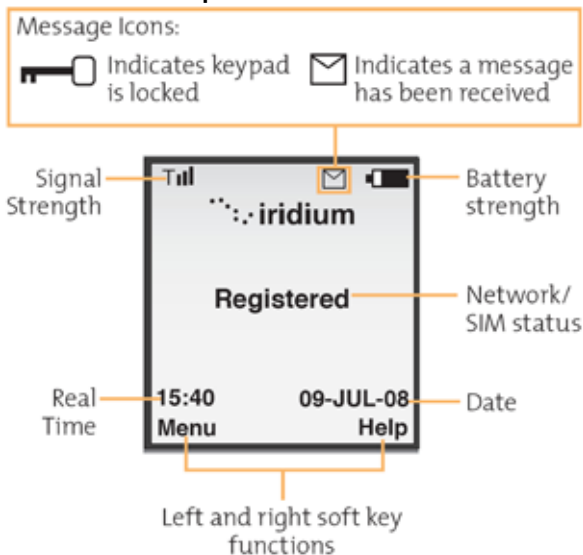 Message Icons:
Indicates keypad
is locked
Indicates a message
has been received
Signal
Strength
Battery
strength
iridium
Registered
Network/
SIM status
Real
Time
15:40
09-JUL-08
Date
Menu
Help
Left and right soft key
functions